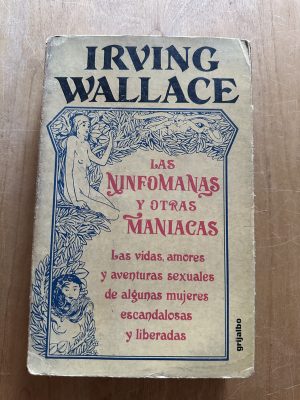 IRVING
WALLACE
LAS
NINFOMANAS
Y OTRAS
MANIACAS
Las vidas, amores
y aventuras sexuales
de algunas mujeres
escandalosas
y liberadas
grijalbo